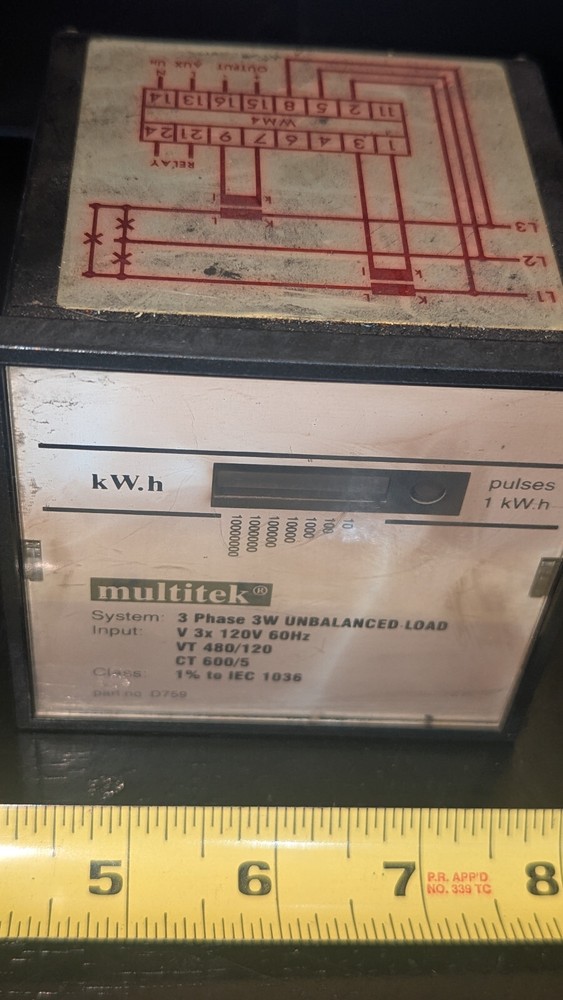 L1
K L
k l
L2
L3
K L
k l
RELAY
1 3 4 6 7 9 21 24
WM4
11 2 5 8 15 16 13 14
+ - L N
OUTPUT AUX Un
kW.h
pulses
1 kW.h
10000000
1000000
100000
10000
1000
100
10
multitek®
System: 3 Phase 3W UNBALANCED LOAD
Input: V 3x 120V 60Hz
VT 480/120
CT 600/5
Class: 1% to IEC 1036
part no D759
5 6 7 8
P.R. APP'D
NO. 339 TC